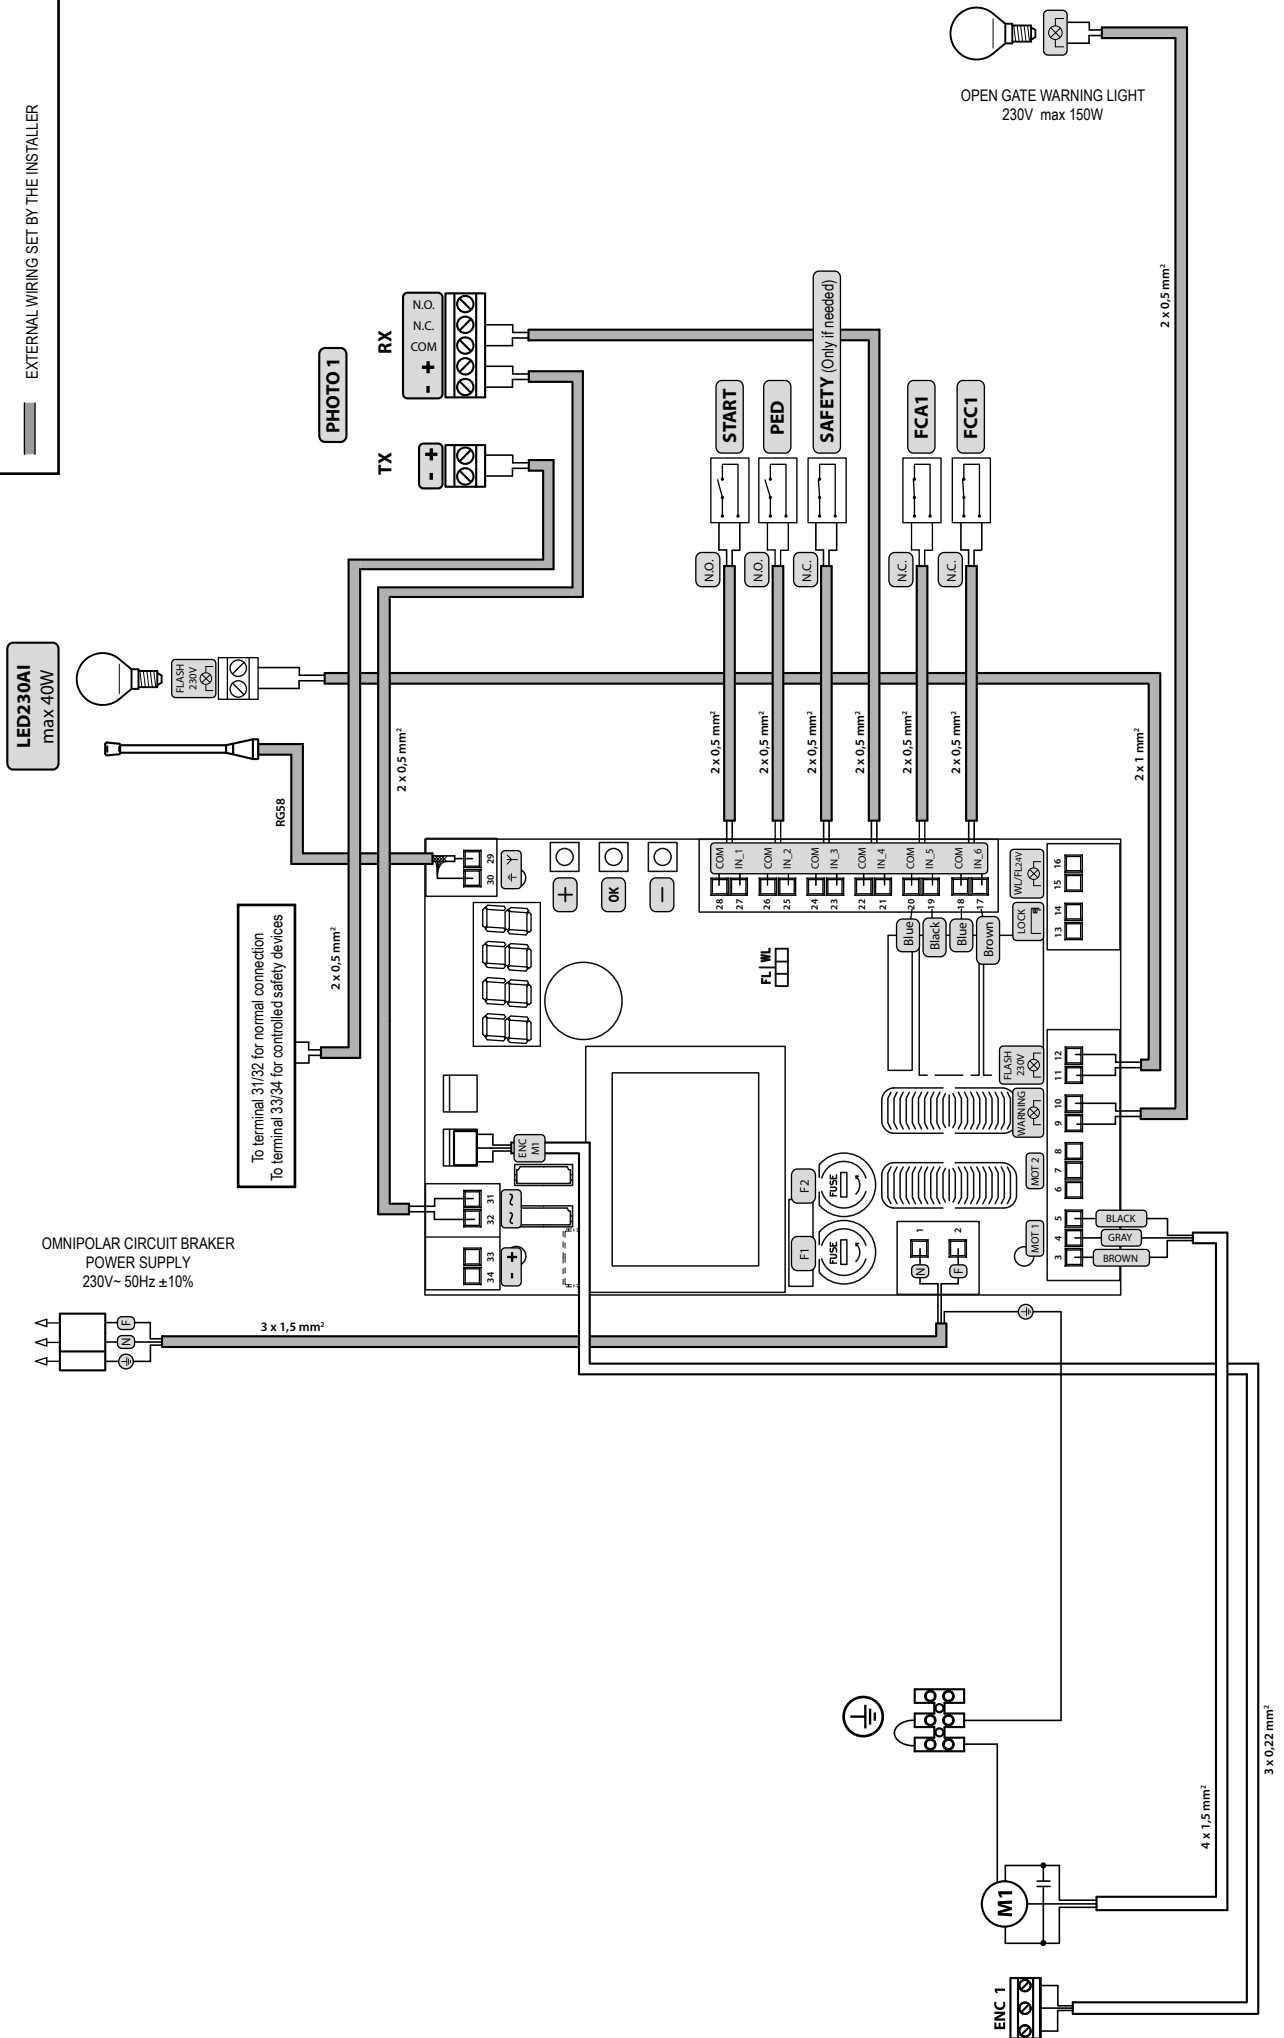 EXTERNAL WIRING SET BY THE INSTALLER
OPEN GATE WARNING LIGHT
230V max 150W
2 x 0,5 mm²
LED230AI
max 40W
FLASH
230V
RG58
PHOTO 1
TX
- +
RX
- + COM N.C. N.O.
2 x 0,5 mm²
2 x 0,5 mm²
To terminal 31/32 for normal connection
To terminal 33/34 for controlled safety devices
START
PED
SAFETY (Only if needed)
FCA1
FCC1
N.O.
N.O.
N.C.
N.C.
N.C.
2 x 0,5 mm²
2 x 0,5 mm²
2 x 0,5 mm²
2 x 0,5 mm²
2 x 0,5 mm²
2 x 0,5 mm²
2 x 1 mm²
30 29
+
OK
-
28 COM
27 IN_1
26 COM
25 IN_2
24 COM
23 IN_3
22 COM
21 IN_4
20 COM
19 IN_5
18 COM
17 IN_6
Blue
Black
Blue
Brown
FL WL
LOCK
WL/FL24V
13 14 15 16
ENC
M1
34 33 32 31
- +
~ ~
F1
F2
FUSE
FUSE
1
2
N
F
MOT 1
MOT 2
WARNING
FLASH
230V
3 4 5 6 7 8 9 10 11 12
BLACK
GRAY
BROWN
OMNIPOLAR CIRCUIT BRAKER
POWER SUPPLY
230V~ 50Hz ±10%
F
N
3 x 1,5 mm²
M1
4 x 1,5 mm²
ENC 1
3 x 0,22 mm²